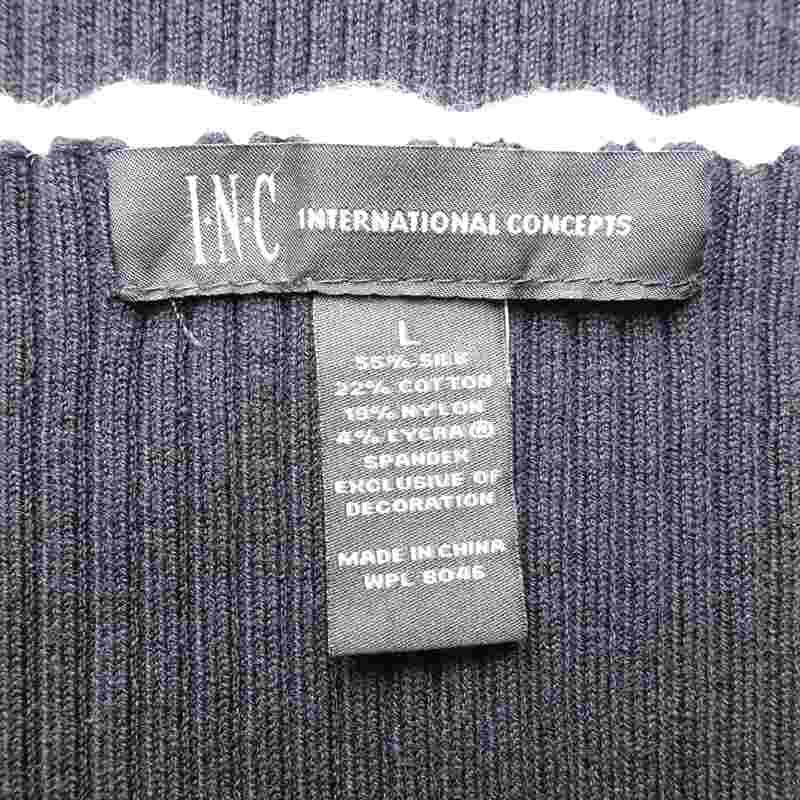 I·N·C INTERNATIONAL CONCEPTS
L
55% SILK
22% COTTON
19% NYLON
4% LYCRA ®
SPANDEX
EXCLUSIVE OF
DECORATION
MADE IN CHINA
WPL 8046